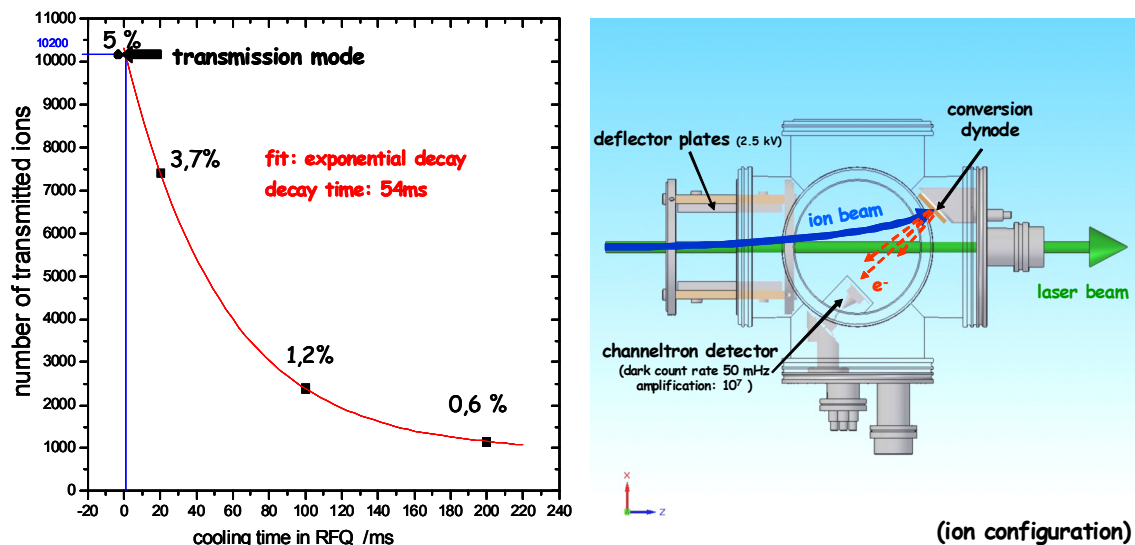 11000
10200
10000
9000
8000
7000
6000
5000
4000
3000
2000
1000
0
number of transmitted ions
5 %
transmission mode
3,7%
fit: exponential decay
decay time: 54ms
1,2%
0,6 %
-20 0 20 40 60 80 100 120 140 160 180 200 220 240
cooling time in RFQ /ms
conversion
dynode
deflector plates (2.5 kV)
ion beam
e-
laser beam
channeltron detector
(dark count rate 50 mHz
amplification: 10⁷ )
x
z
(ion configuration)